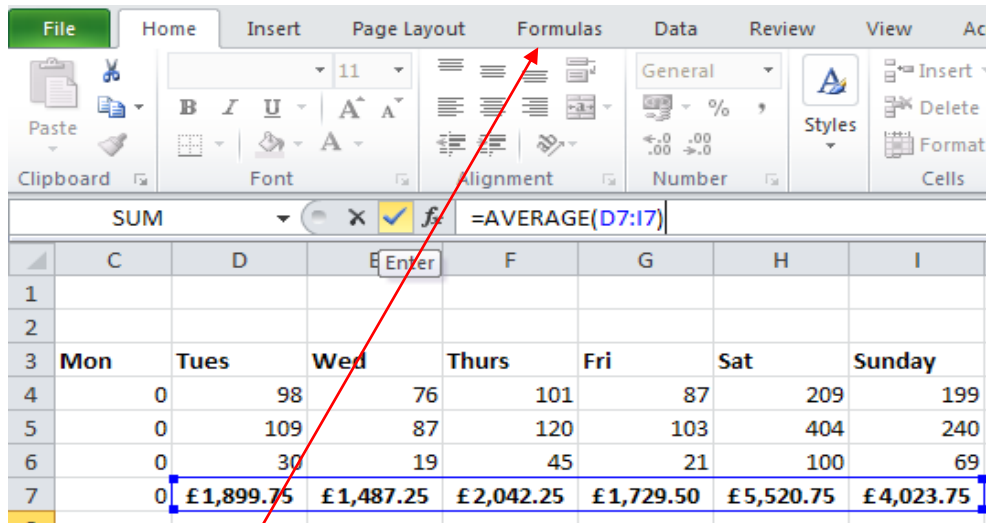 File Home Insert Page Layout Formulas Data Review View Ac
11 General Insert
B I U A A % , Styles Delete
Paste A .00 .0 .00 .0 Format
Clipboard Font Alignment Number Cells
SUM fx =AVERAGE(D7:I7)
C D E F G H I
Enter
1
2
3 Mon Tues Wed Thurs Fri Sat Sunday
4 0 98 76 101 87 209 199
5 0 109 87 120 103 404 240
6 0 30 19 45 21 100 69
7 0 £1,899.75 £1,487.25 £2,042.25 £1,729.50 £5,520.75 £4,023.75